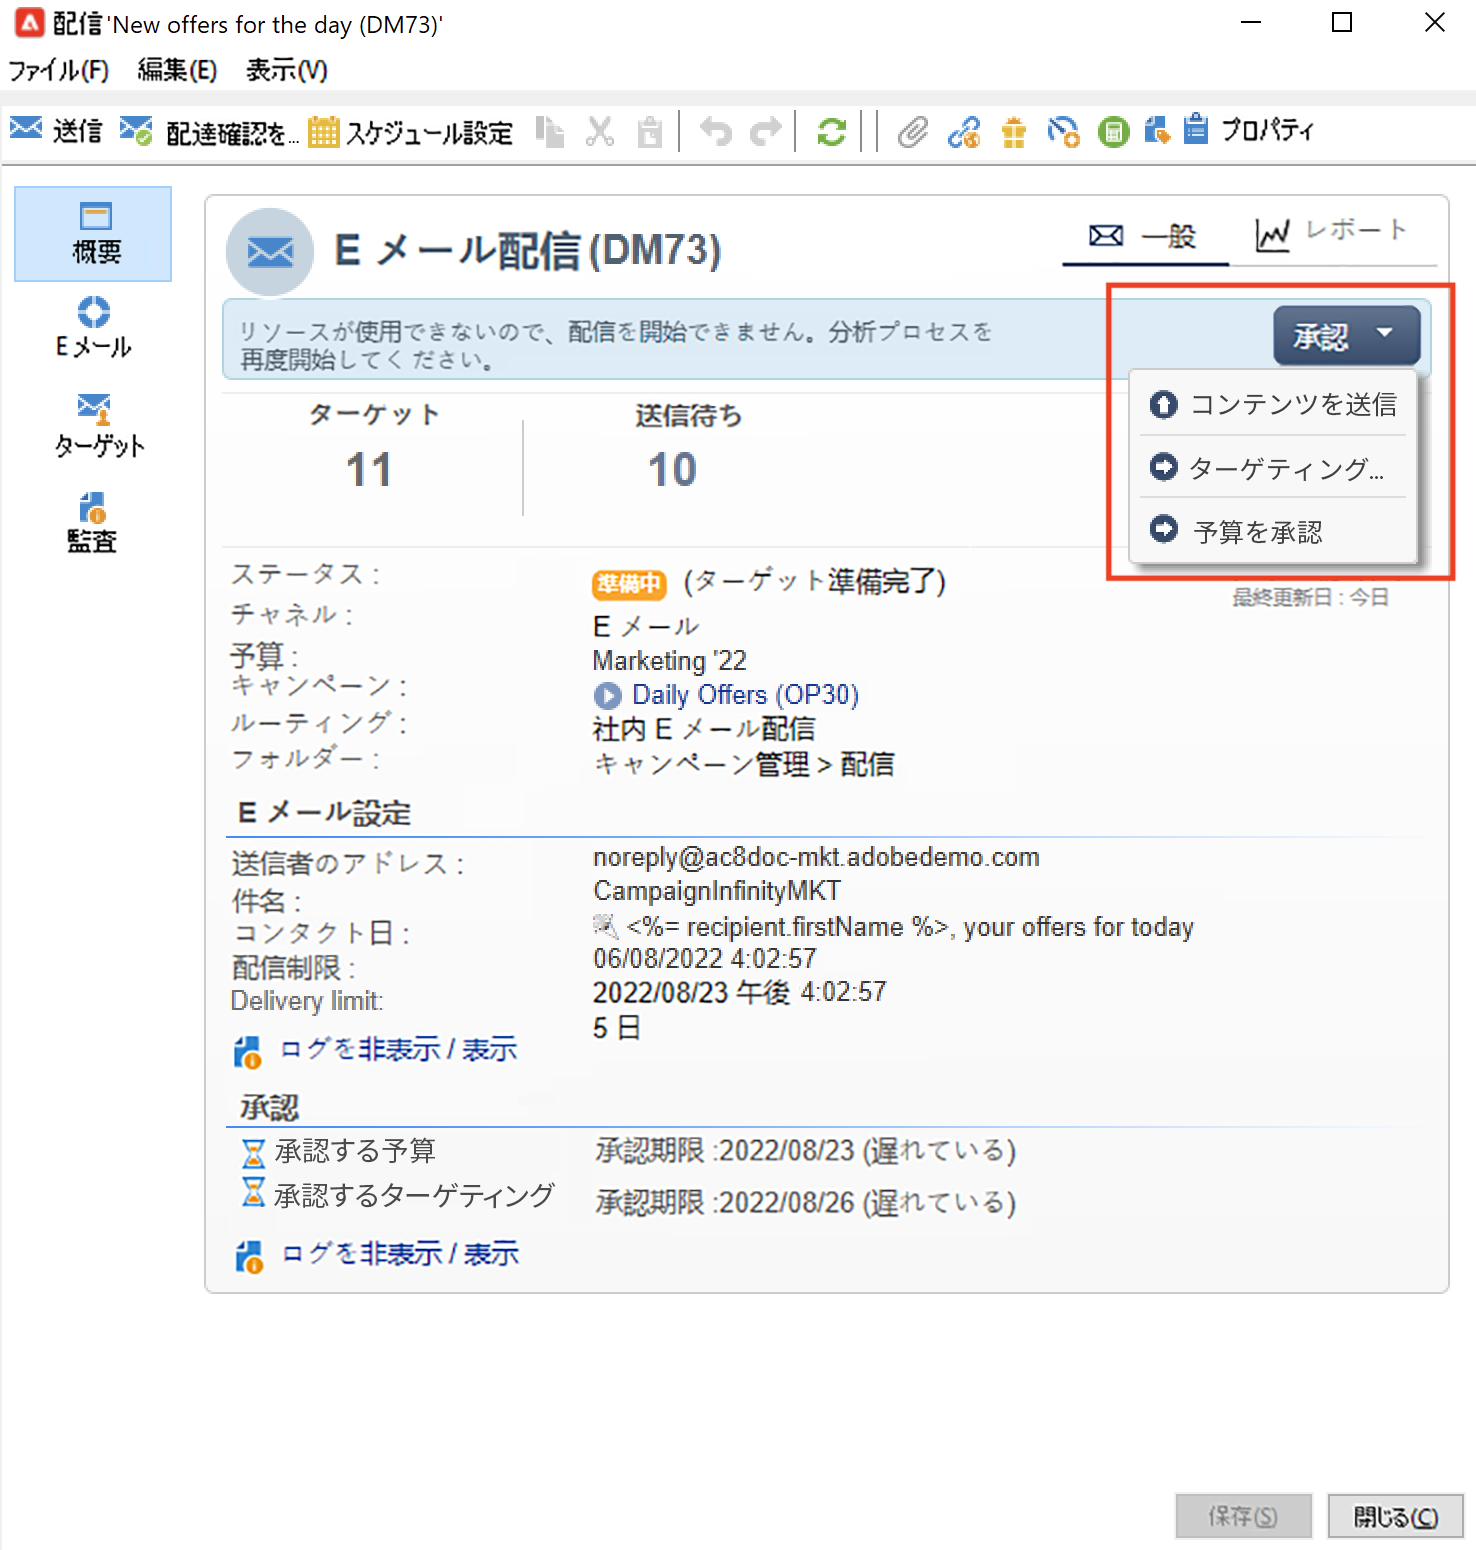 配信 'New offers for the day (DM73)'
ファイル(F) 編集(E) 表示(V)
送信 配達確認を... スケジュール設定 プロパティ
概要
E メール
ターゲット
監査
E メール配信 (DM73)
一般 レポート
リソースが使用できないので、配信を開始できません。分析プロセスを
再度開始してく ださい。
承認
コンテンツを送信
ターゲティング...
予算を承認
ターゲット 送信待ち
11 10
最終更新日 : 今日
ステータス : 準備中 (ターゲット準備完了)
チャネル : E メール
予算 : Marketing '22
キャンペーン : Daily Offers (OP30)
ルーティング : 社内 E メール配信
フォルダー : キャンペーン管理 > 配信
E メール設定
送信者のアドレス : noreply@ac8doc-mkt.adobedemo.com
件名 : CampaignInfinityMKT
コンタクト日 : <%= recipient.firstName %>, your offers for today
配信制限 : 06/08/2022 4:02:57
Delivery limit: 2022/08/23 午後 4:02:57
5 日
ログを非表示 / 表示
承認
承認する予算 承認期限 :2022/08/23 (遅れている)
承認するターゲティング 承認期限 :2022/08/26 (遅れている)
ログを非表示 / 表示
保存(S) 閉じる(C)